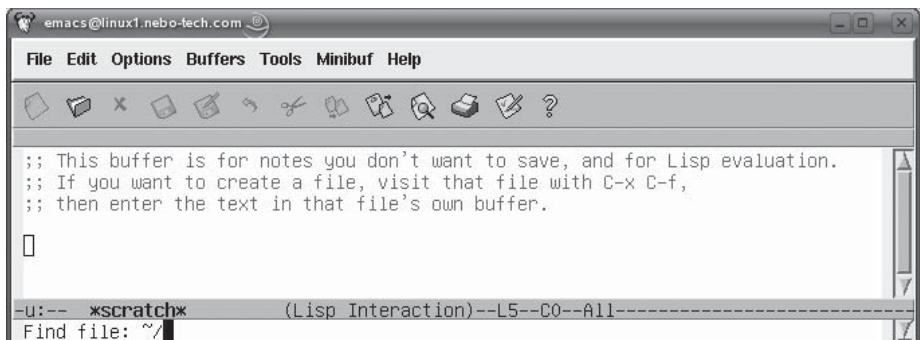 emacs@linux1.nebo-tech.com
File Edit Options Buffers Tools Minibuf Help
;; This buffer is for notes you don't want to save, and for Lisp evaluation.
;; If you want to create a file, visit that file with C-x C-f,
;; then enter the text in that file's own buffer.
-u:-- *scratch* (Lisp Interaction)--L5--C0--All--------------------------------
Find file: ~/